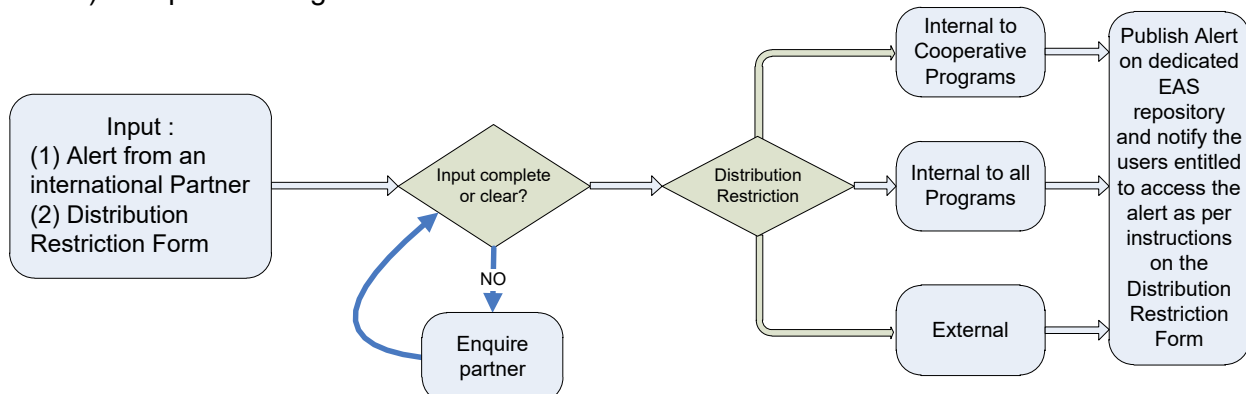 Input :
(1) Alert from an
international Partner
(2) Distribution
Restriction Form
Input complete
or clear?
NO
Enquire
partner
Distribution
Restriction
Internal to
Cooperative
Programs
Internal to all
Programs
External
Publish Alert
on dedicated
EAS
repository
and notify the
users entitled
to access the
alert as per
instructions
on the
Distribution
Restriction
Form